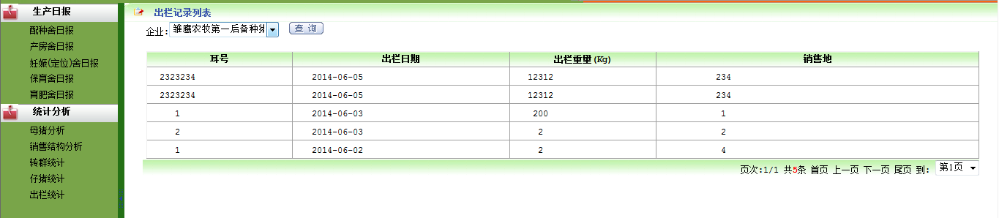 生产日报
配种舍日报
产房舍日报
妊娠(定位)舍日报
保育舍日报
育肥舍日报
统计分析
母猪分析
销售结构分析
转群统计
仔猪统计
出栏统计
出栏记录列表
企业: 雏鹰农牧第一后备种猪 查 询
耳号 出栏日期 出栏重量(Kg) 销售地
2323234 2014-06-05 12312 234
2323234 2014-06-05 12312 234
1 2014-06-03 200 1
2 2014-06-03 2 2
1 2014-06-02 2 4
页次:1/1 共5条 首页 上一页 下一页 尾页 到: 第1页